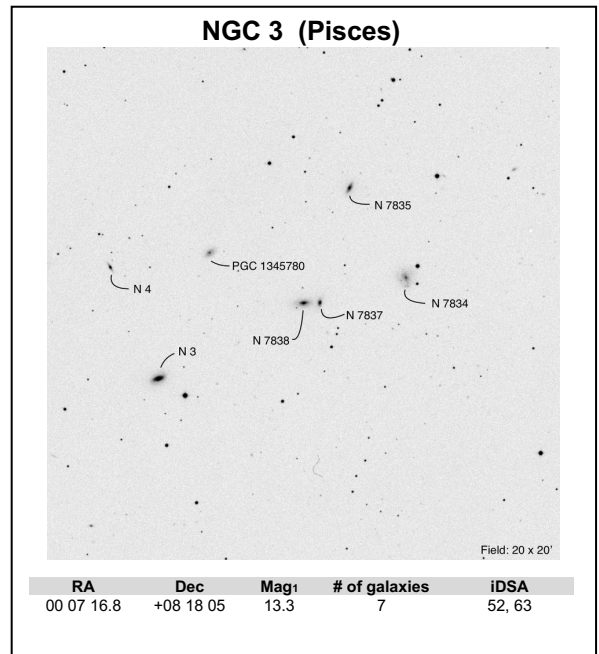 NGC 3 (Pisces)
N 7835
PGC 1345780
N 4
N 7834
N 7837
N 7838
N 3
Field: 20 x 20'
RA Dec Mag1 # of galaxies iDSA
00 07 16.8 +08 18 05 13.3 7 52, 63